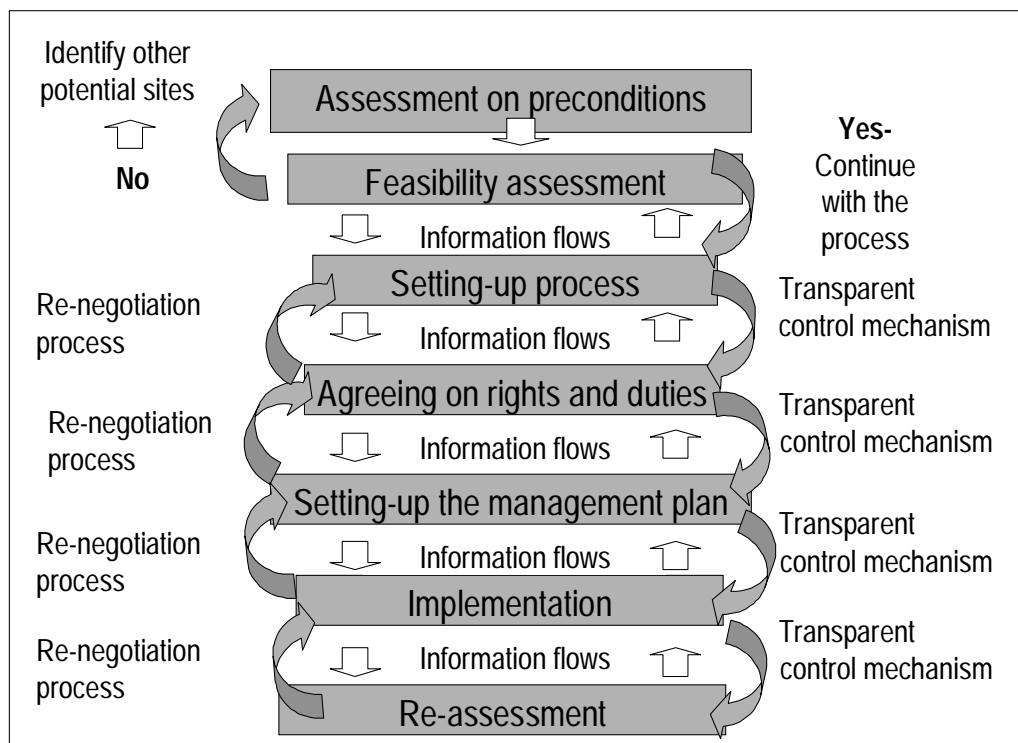 Identify other
potential sites
No
Assessment on preconditions
Yes-
Continue
with the
process
Feasibility assessment
Information flows
Setting-up process
Re-negotiation
process
Transparent
control mechanism
Information flows
Agreeing on rights and duties
Re-negotiation
process
Transparent
control mechanism
Information flows
Setting-up the management plan
Re-negotiation
process
Transparent
control mechanism
Information flows
Implementation
Re-negotiation
process
Transparent
control mechanism
Information flows
Re-assessment